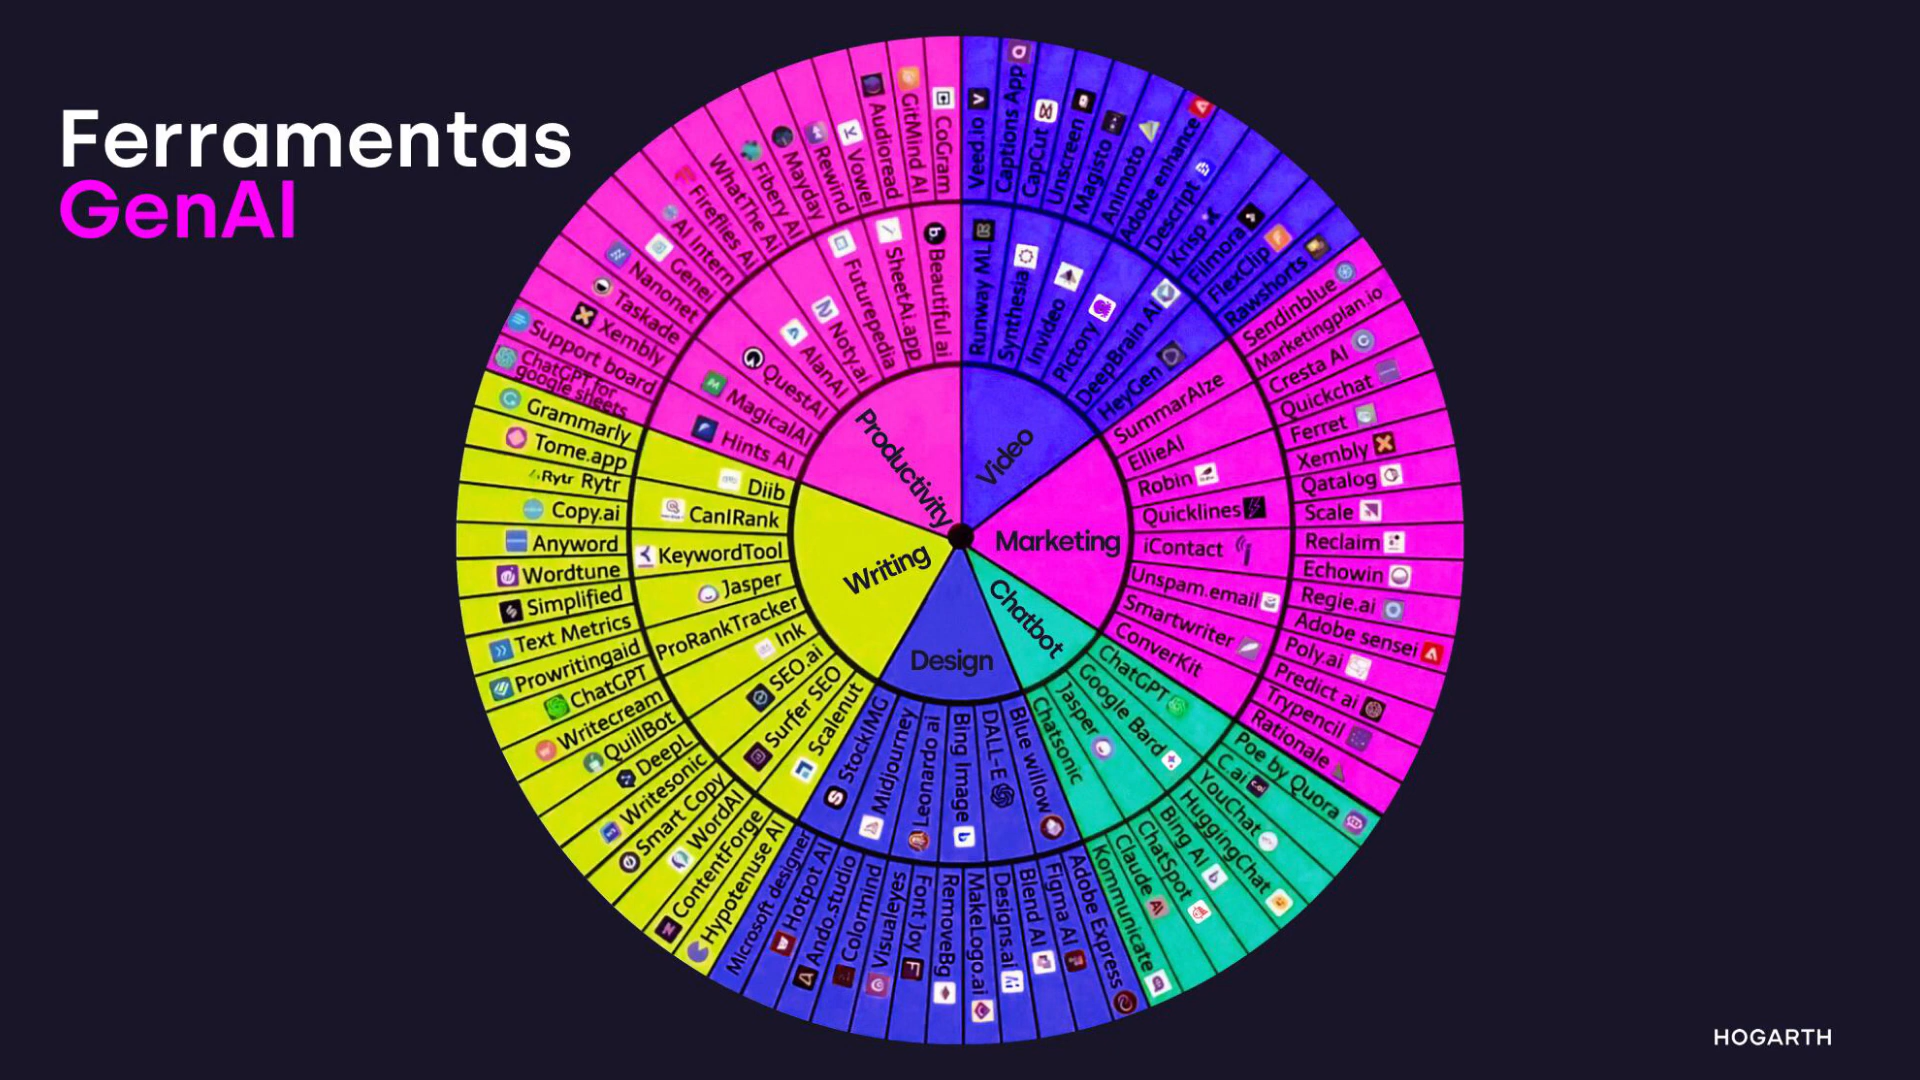 Ferramentas
GenAI
Productivity
Video
Marketing
Chatbot
Design
Writing
Beautiful ai
SheetAi.app
Futurepedia
Noty.ai
AlanAI
QuestAI
MagicalAI
Hints AI
CoGram
GitMind AI
Audioread
Vowel
Rewind
Mayday
Fibery AI
WhatThe Ai
Fireflies Ai
AI Intern
Genei
Nanonet
Taskade
Xembly
Support board
ChatGPT for
google sheets
Runway ML
Synthesia
Invideo
Pictory
DeepBrain AI
HeyGen
Veed.io
Captions App
CapCut
Unscreen
Magisto
Animoto
Adobe enhance
Descript
Krisp
Filmora
FlexClip
Rawshorts
SummarAIze
EllieAI
Robin
Quicklines
iContact
Unspam.email
Smartwriter
ConverKit
Sendinblue
Marketingplan.io
Cresta AI
Quickchat
Ferret
Xembly
Qatalog
Scale
Reclaim
Echowin
Regie.ai
Adobe sensei
Poly.ai
Predict ai
Trypencil
Rationale
ChatGPT
Google Bard
Jasper
Chatsonic
Poe by Quora
C.ai
YouChat
HuggingChat
Bing AI
ChatSpot
Claude
Kommunicate
Blue willow
DALL-E
Bing Image
Leonardo ai
Midjourney
StockIMG
Adobe Express
Figma AI
Blend AI
Designs.ai
MakeLogo.ai
RemoveBg
Font Joy
Visualeyes
Colormind
Ando.studio
Hotpot AI
Microsoft designer
Diib
CanIRank
KeywordTool
Jasper
ProRankTracker
Ink
SEO.ai
Surfer SEO
Scalenut
Grammarly
Tome.app
Rytr Rytr
Copy.ai
Anyword
Wordtune
Simplified
Text Metrics
Prowritingaid
ChatGPT
Writecream
QuillBot
DeepL
Writesonic
Smart Copy
WordAI
ContentForge
Hypotenuse AI
HOGARTH